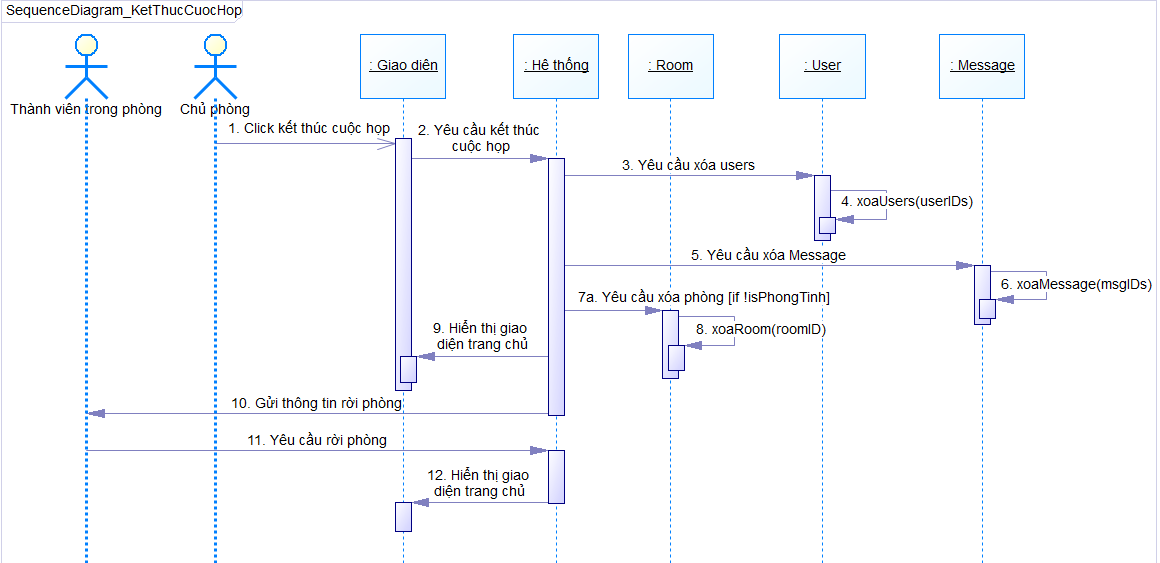 SequenceDiagram_KetThucCuocHop
: Giao diên
: Hê thống
: Room
: User
: Message
Thành viên trong phòng
Chủ phòng
1. Click kết thúc cuộc họp
2. Yêu cầu kết thúc
cuộc họp
3. Yêu cầu xóa users
4. xoaUsers(userIDs)
5. Yêu cầu xóa Message
6. xoaMessage(msgIDs)
7a. Yêu cầu xóa phòng [if !isPhongTinh]
8. xoaRoom(roomID)
9. Hiển thị giao
diện trang chủ
10. Gửi thông tin rời phòng
11. Yêu cầu rời phòng
12. Hiển thị giao
diện trang chủ